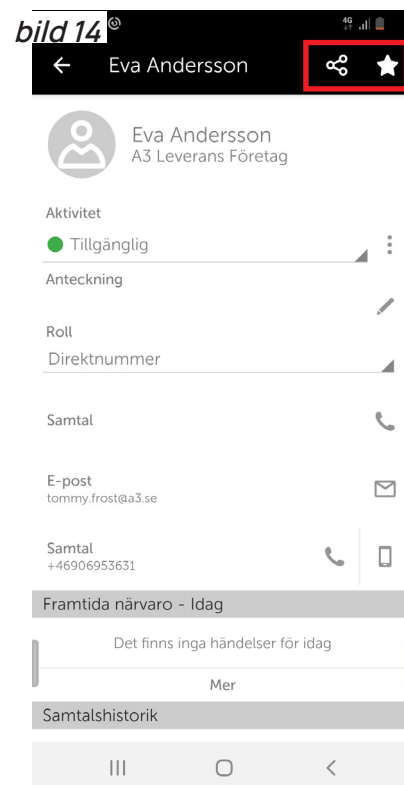 bild 14
4G
Eva Andersson
Eva Andersson
A3 Leverans Företag
Aktivitet
Tillgänglig
Anteckning
Roll
Direktnummer
Samtal
E-post
tommy.frost@a3.se
Samtal
+46906953631
Framtida närvaro - Idag
Det finns inga händelser för idag
Mer
Samtalshistorik